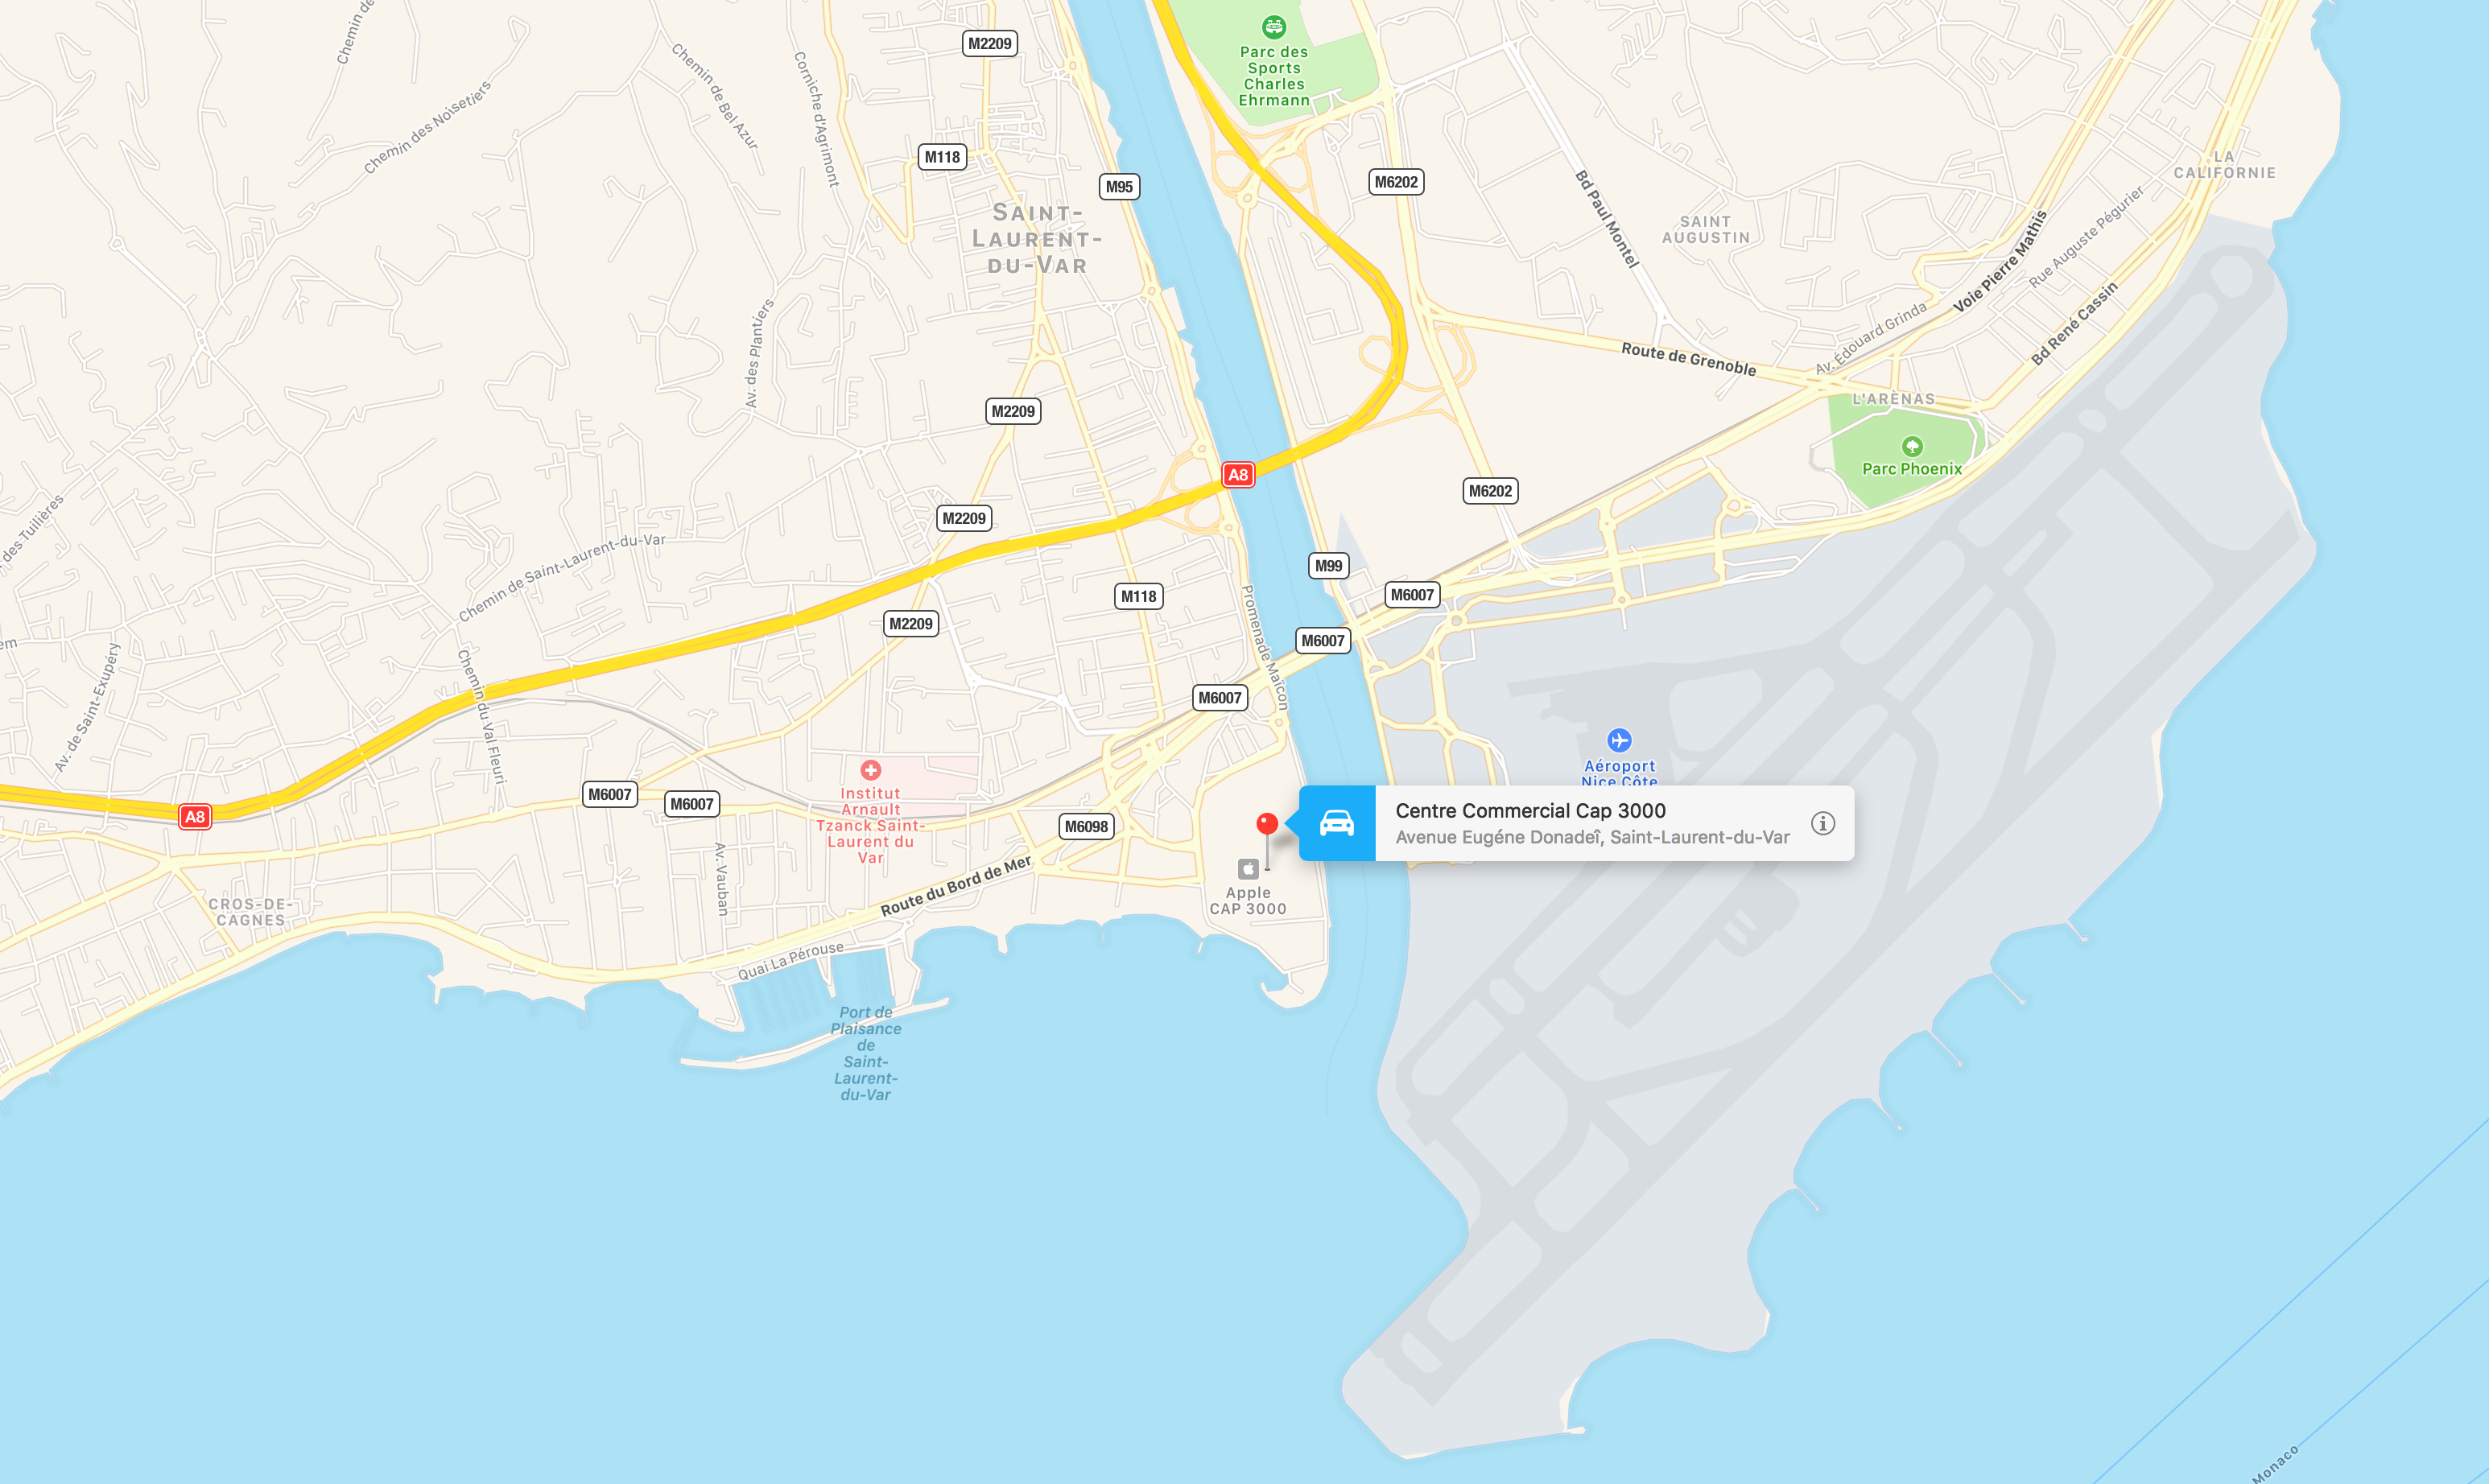 Chemin de
M2209
Parc des
Sports
Charles
Ehrmann
Chemin de Bel Azur
Corniche d'Agrimont
Chemin des Noisetiers
M118
M95
M6202
Bd Paul Montel
LA
CALIFORNIE
SAINT-
LAURENT-
DU-VAR
SAINT
AUGUSTIN
Voie Pierre Mathis
Rue Auguste Pégurier
Av. des Plantiers
Av. Édouard Grinda
Bd René Cassin
Route de Grenoble
L'ARÉNAS
M2209
Parc Phoenix
A8
M6202
M2209
des Tuilières
Chemin de Saint-Laurent-du-Var
M99
M118
M6007
M2209
Promenade Maïcon
M6007
em
Av. de Saint-Exupéry
Chemin du Val Fleuri
M6007
Aéroport
Nice Côte
Institut
Arnault
Tzanck Saint-
Laurent du
Var
M6007
M6007
A8
M6098
Centre Commercial Cap 3000
Avenue Eugéne Donadeî, Saint-Laurent-du-Var
Av. Vauban
Route du Bord de Mer
Apple
CAP 3000
CROS-DE-
CAGNES
Quai La Pérouse
Port de
Plaisance
de
Saint-
Laurent-
du-Var
Monaco